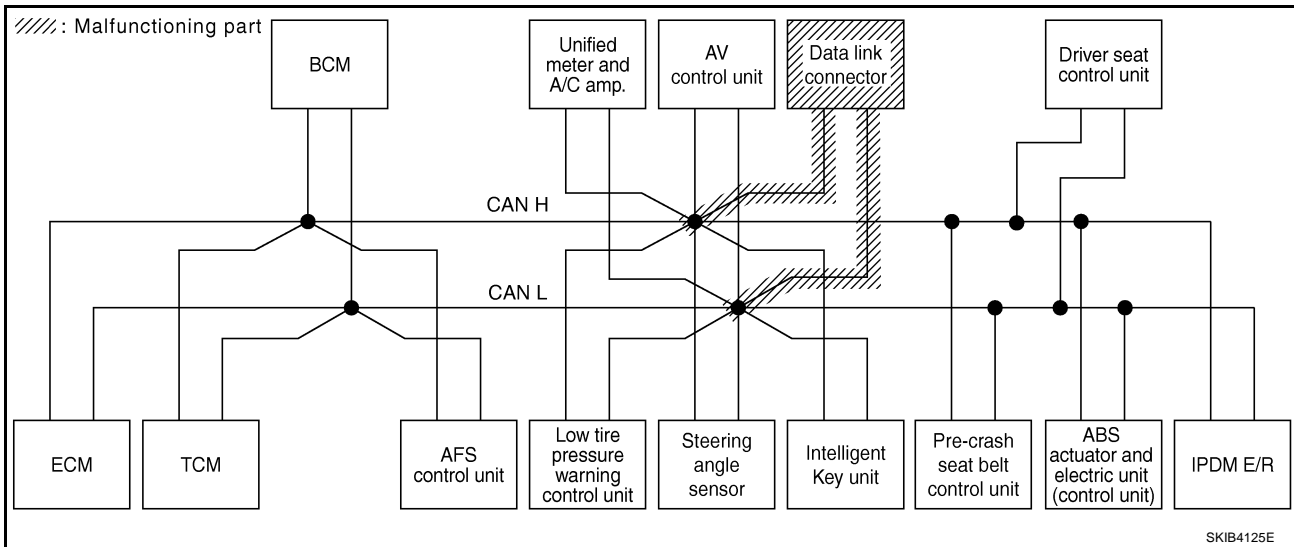 : Malfunctioning part
BCM
Unified
meter and
A/C amp.
AV
control unit
Data link
connector
Driver seat
control unit
CAN H
CAN L
ECM
TCM
AFS
control unit
Low tire
pressure
warning
control unit
Steering
angle
sensor
Intelligent
Key unit
Pre-crash
seat belt
control unit
ABS
actuator and
electric unit
(control unit)
IPDM E/R
SKIB4125E